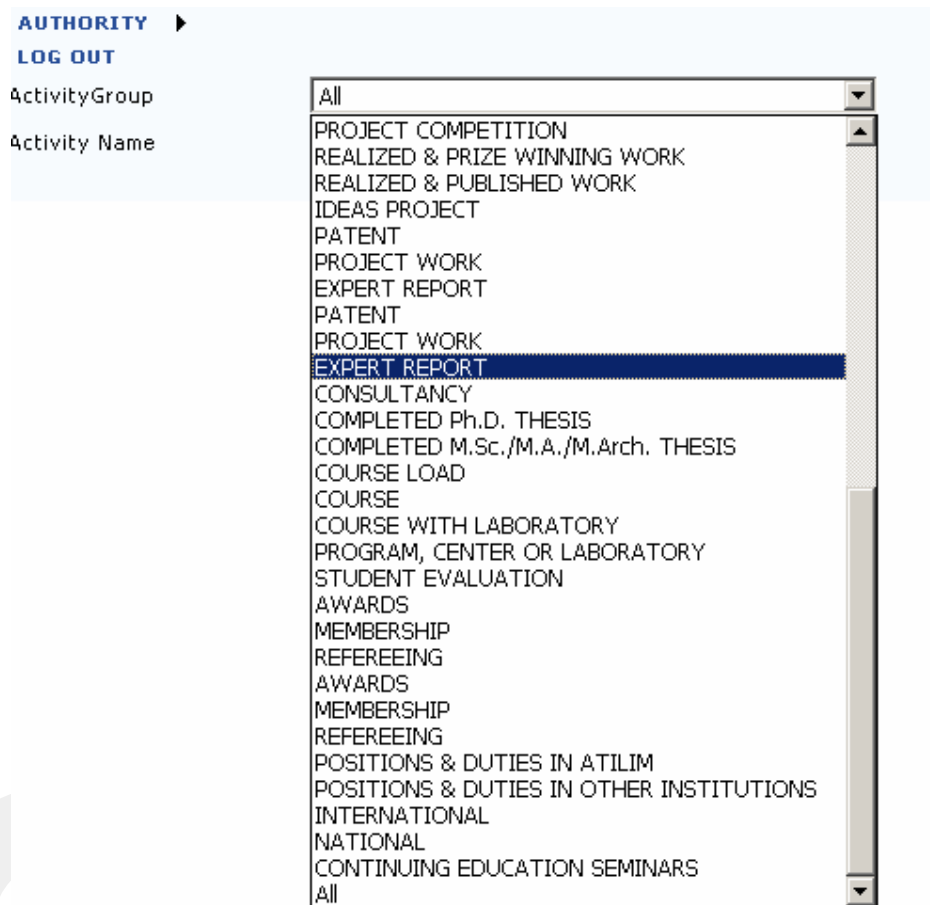 AUTHORITY
LOG OUT
ActivityGroup
All
Activity Name
PROJECT COMPETITION
REALIZED & PRIZE WINNING WORK
REALIZED & PUBLISHED WORK
IDEAS PROJECT
PATENT
PROJECT WORK
EXPERT REPORT
PATENT
PROJECT WORK
EXPERT REPORT
CONSULTANCY
COMPLETED Ph.D. THESIS
COMPLETED M.Sc./M.A./M.Arch. THESIS
COURSE LOAD
COURSE
COURSE WITH LABORATORY
PROGRAM, CENTER OR LABORATORY
STUDENT EVALUATION
AWARDS
MEMBERSHIP
REFEREEING
AWARDS
MEMBERSHIP
REFEREEING
POSITIONS & DUTIES IN ATILIM
POSITIONS & DUTIES IN OTHER INSTITUTIONS
INTERNATIONAL
NATIONAL
CONTINUING EDUCATION SEMINARS
All